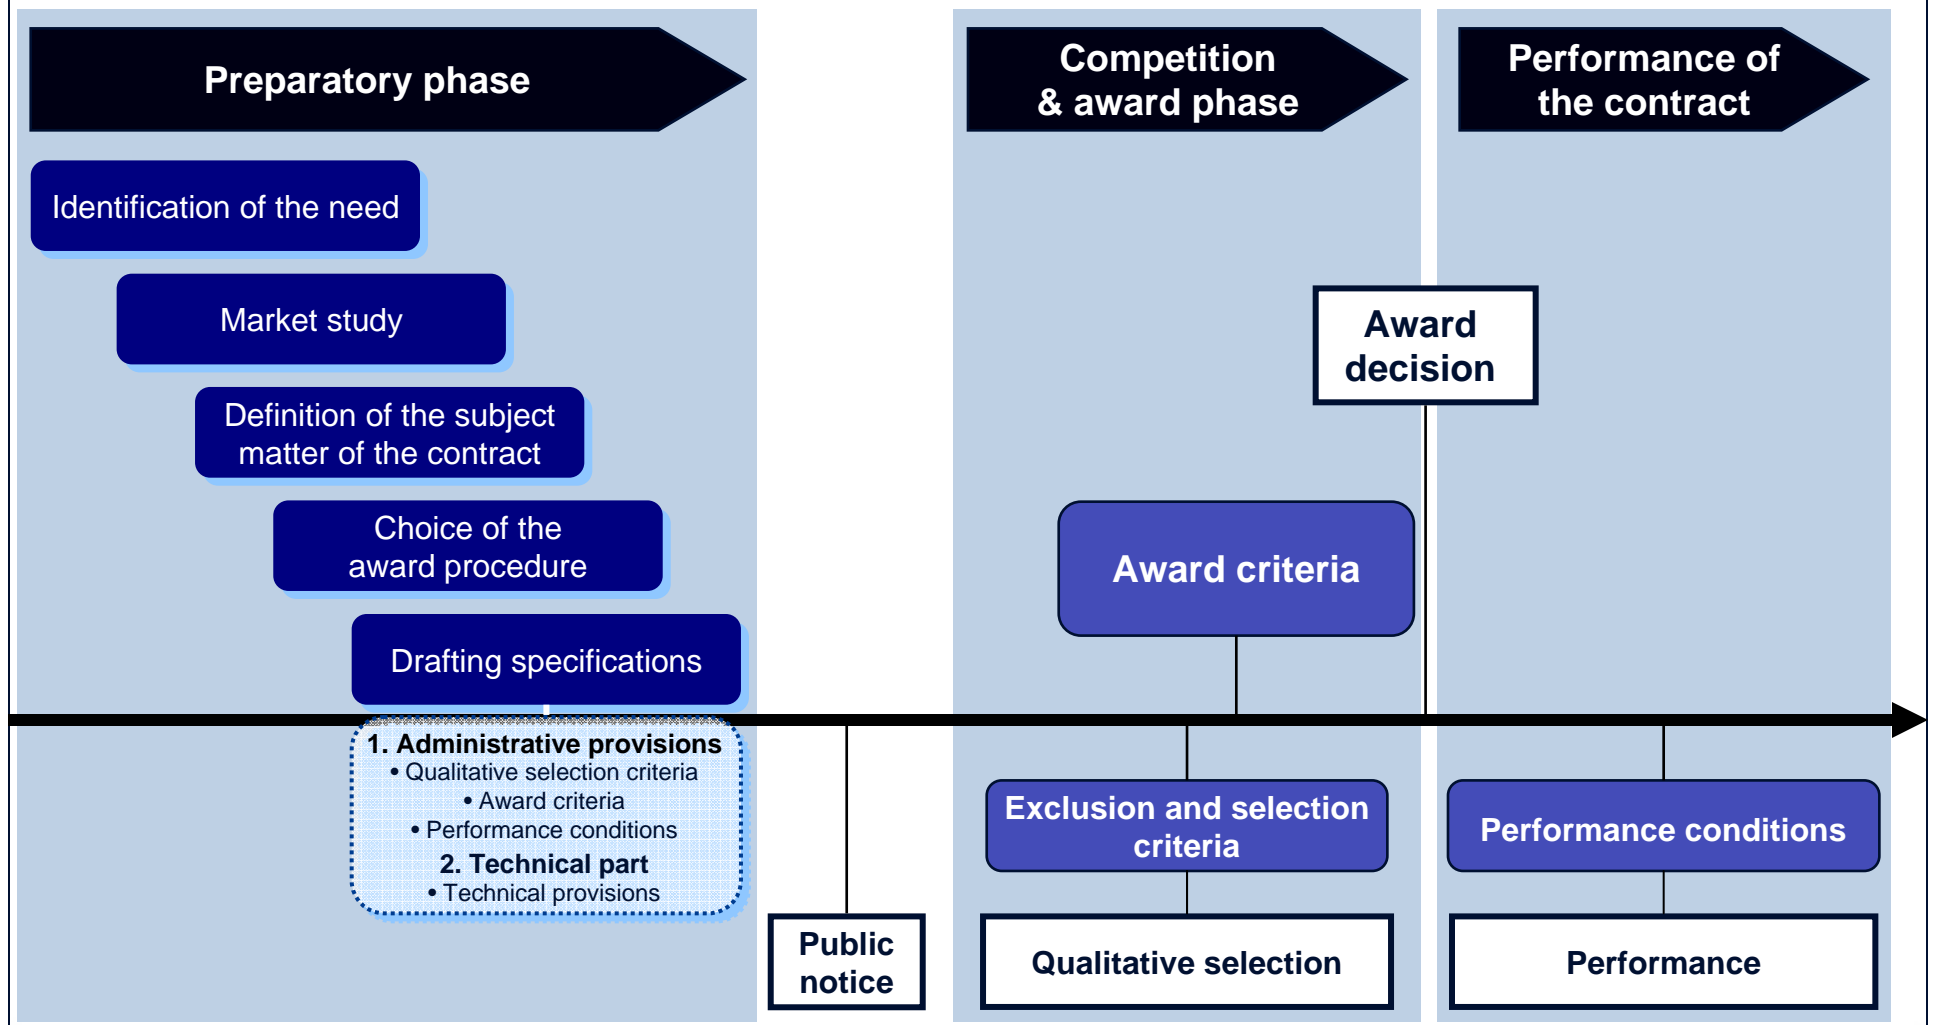 Preparatory phase
Competition
& award phase
Performance of
the contract
Identification of the need
Market study
Definition of the subject
matter of the contract
Choice of the
award procedure
Drafting specifications
1. Administrative provisions
• Qualitative selection criteria
• Award criteria
• Performance conditions
2. Technical part
• Technical provisions
Public
notice
Award
decision
Award criteria
Exclusion and selection
criteria
Qualitative selection
Performance conditions
Performance